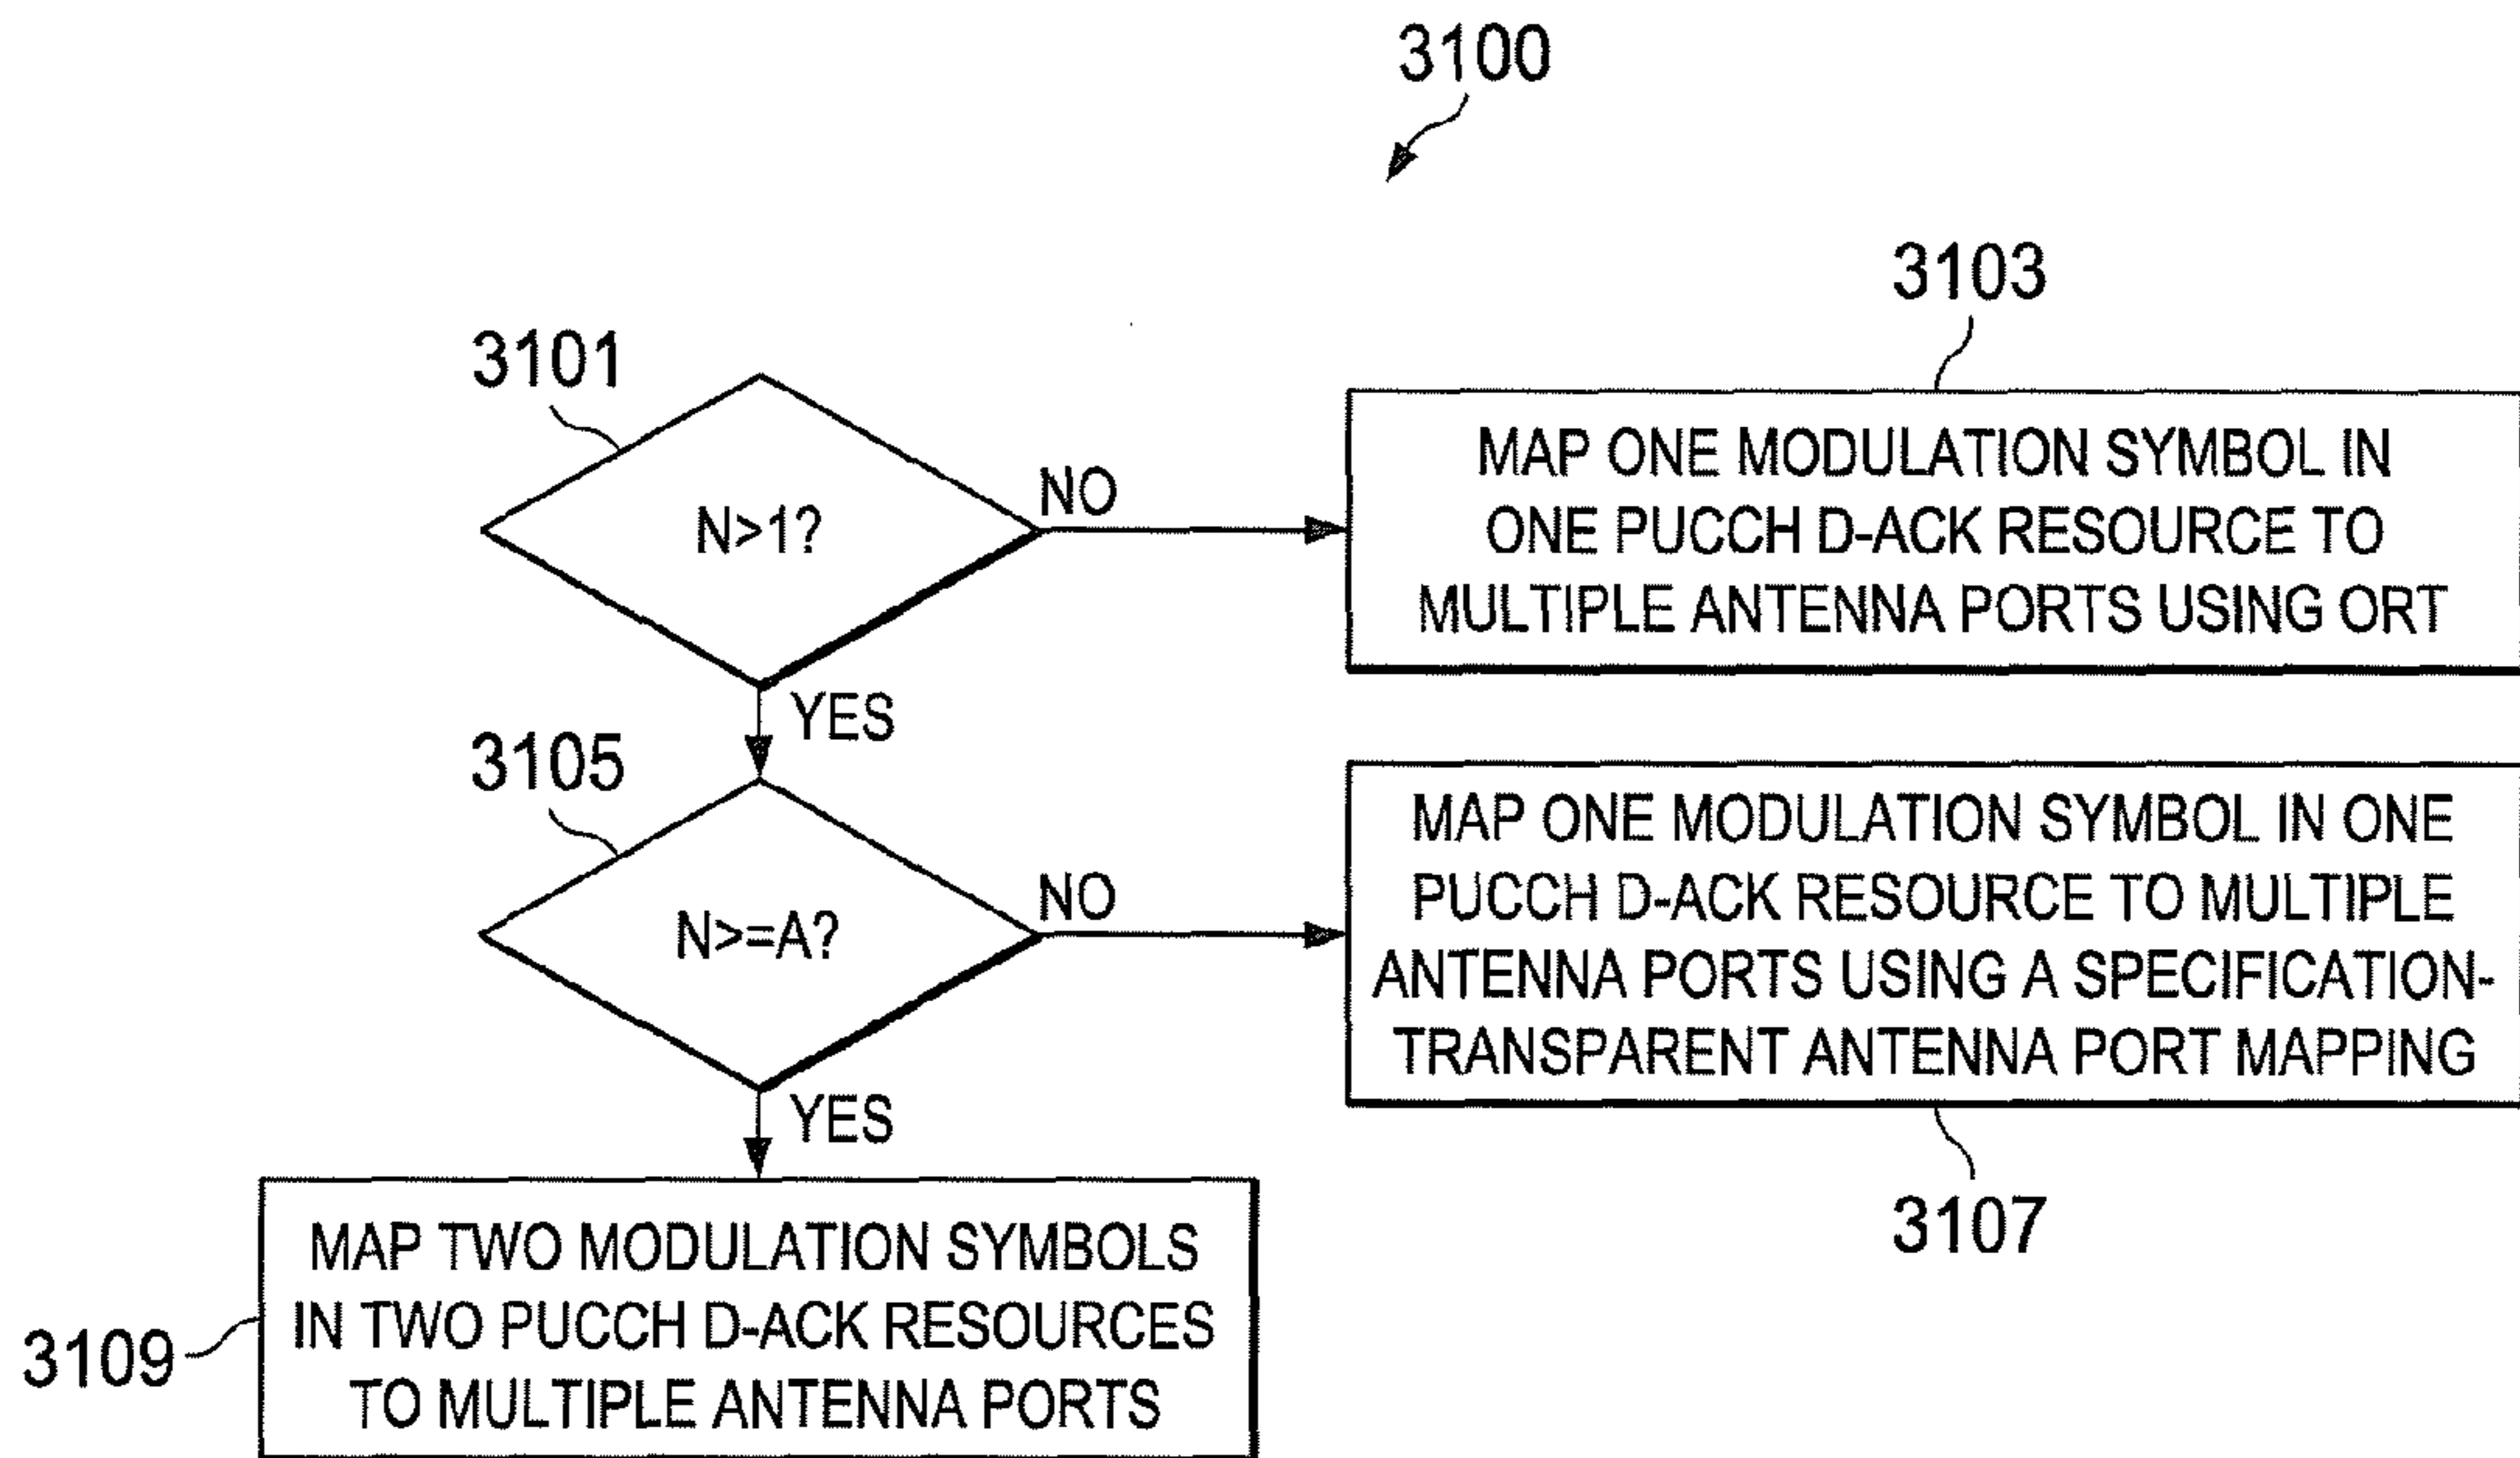 3100
3101
N>1?
NO
YES
3103
MAP ONE MODULATION SYMBOL IN
ONE PUCCH D-ACK RESOURCE TO
MULTIPLE ANTENNA PORTS USING ORT
3105
N>=A?
NO
YES
MAP ONE MODULATION SYMBOL IN ONE
PUCCH D-ACK RESOURCE TO MULTIPLE
ANTENNA PORTS USING A SPECIFICATION-
TRANSPARENT ANTENNA PORT MAPPING
3107
3109
MAP TWO MODULATION SYMBOLS
IN TWO PUCCH D-ACK RESOURCES
TO MULTIPLE ANTENNA PORTS